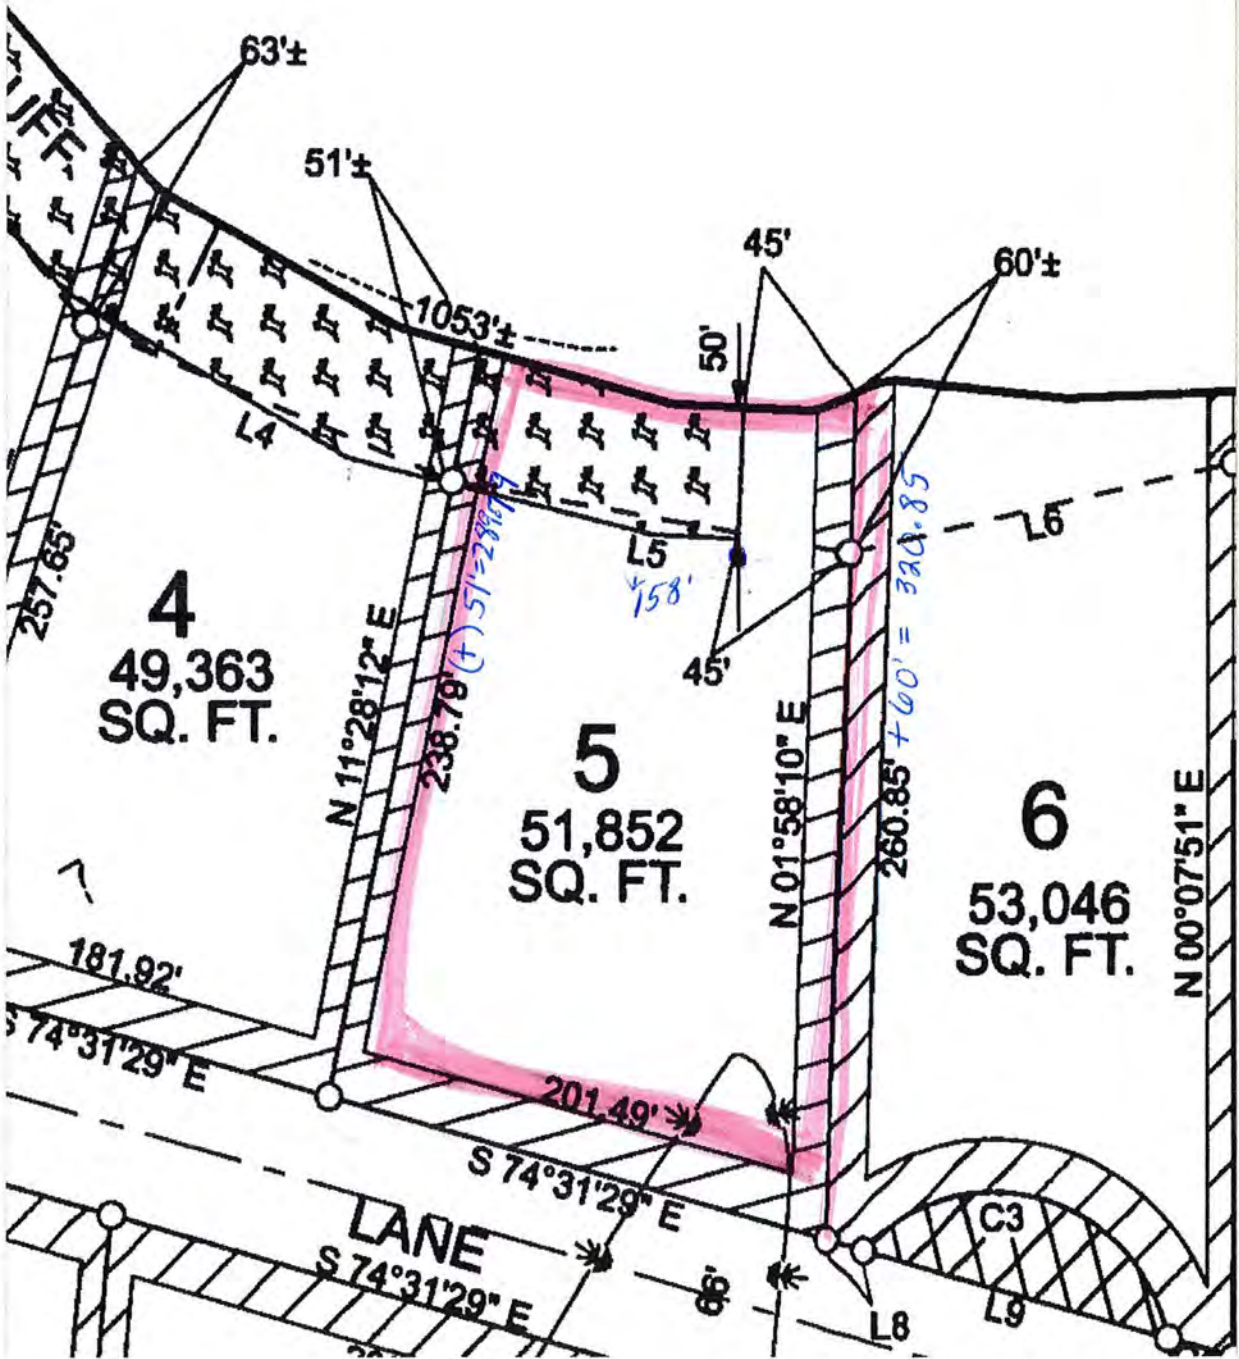 63'±
UFF
51'±
45'
60'±
1053'±
50'
L4
L5
158'
L6
257.65'
4
49,363
SQ. FT.
N 11°28'12" E
238.79' (+) 51' = 289.79
45'
5
51,852
SQ. FT.
N 01°58'10" E
260.85' + 60' = 320.85
6
53,046
SQ. FT.
N 00°07'51" E
181.92'
S 74°31'29" E
201.49'
S 74°31'29" E
C3
LANE
S 74°31'29" E
66'
L8
L9